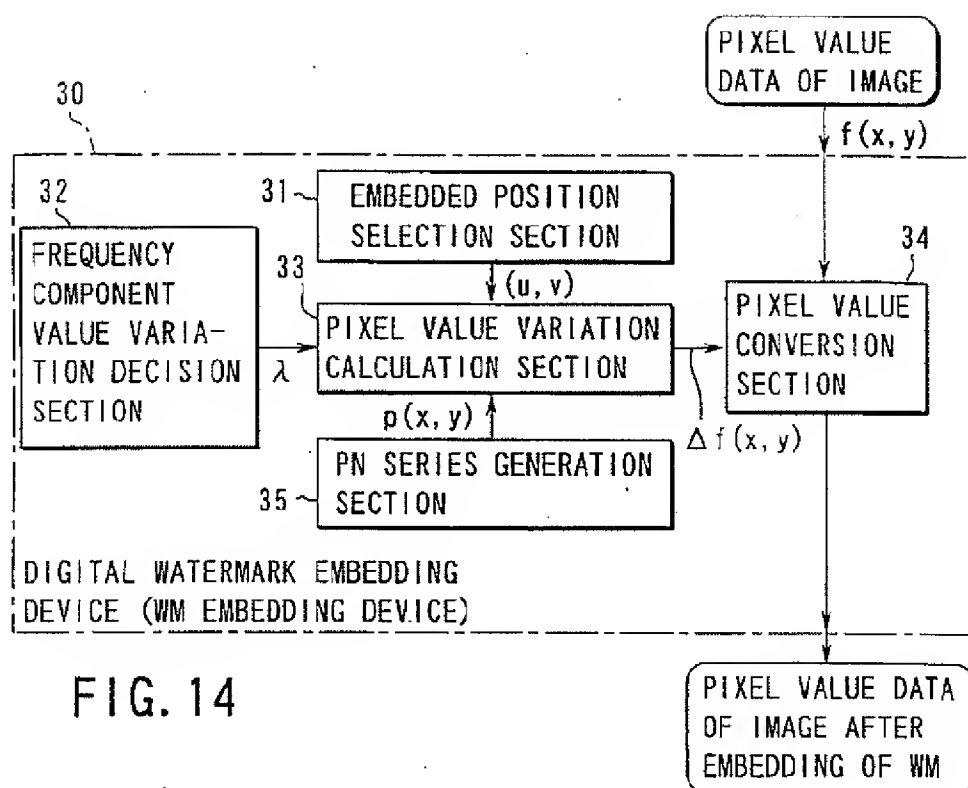 PIXEL VALUE
DATA OF IMAGE
30
f(x, y)
32
31
EMBEDDED POSITION
SELECTION SECTION
34
FREQUENCY
COMPONENT
VALUE VARIA-
TION DECISION
SECTION
33
(u, v)
PIXEL VALUE VARIATION
CALCULATION SECTION
PIXEL VALUE
CONVERSION
SECTION
λ
p(x, y)
Δf(x, y)
PN SERIES GENERATION
SECTION
35
DIGITAL WATERMARK EMBEDDING
DEVICE (WM EMBEDDING DEVICE)
FIG. 14
PIXEL VALUE DATA
OF IMAGE AFTER
EMBEDDING OF WM